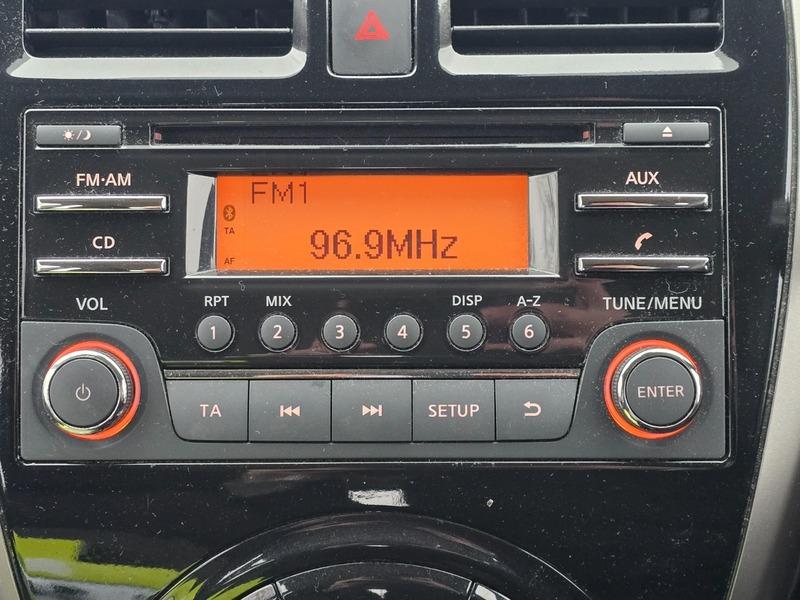 FM·AM
CD
FM1
TA
96.9MHz
AF
AUX
VOL
RPT MIX DISP A-Z
TUNE/MENU
1 2 3 4 5 6
TA SETUP
ENTER